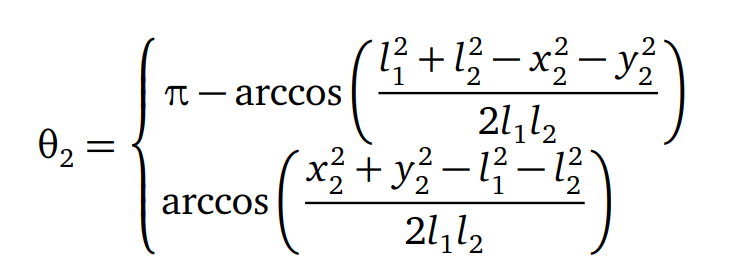 θ₂ = { π − arccos( (l₁² + l₂² − x₂² − y₂²) / (2l₁l₂) )
arccos( (x₂² + y₂² − l₁² − l₂²) / (2l₁l₂) )